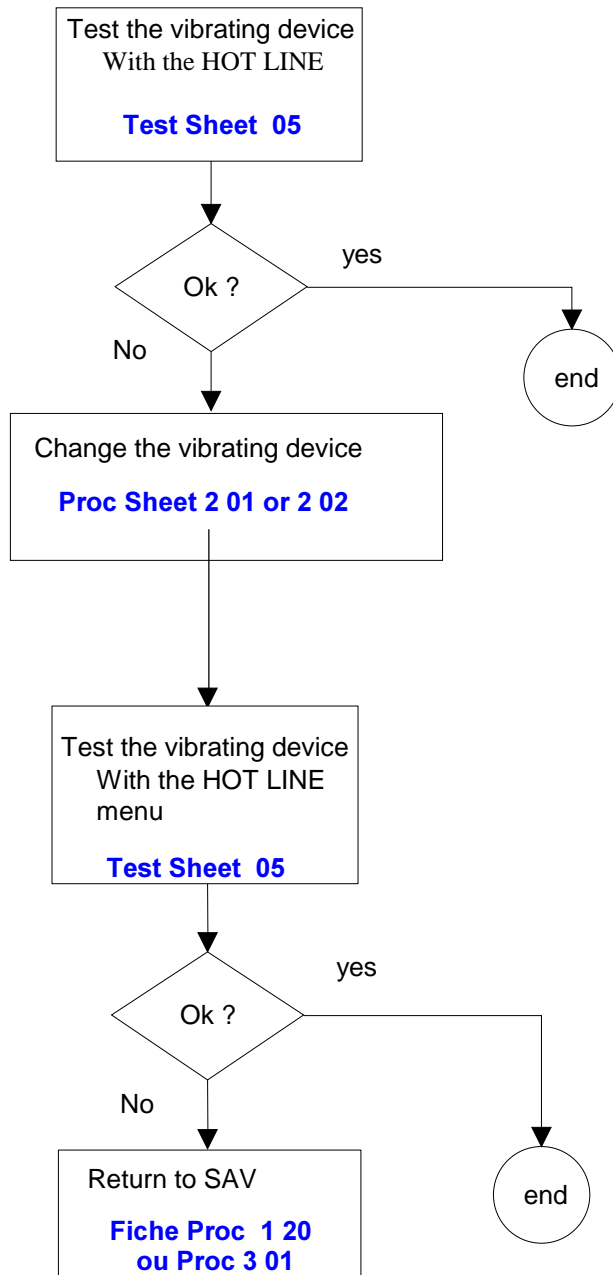 Test the vibrating device
With the HOT LINE
Test Sheet 05
Ok ?
yes
No
end
Change the vibrating device
Proc Sheet 2 01 or 2 02
Test the vibrating device
With the HOT LINE
menu
Test Sheet 05
Ok ?
yes
No
end
Return to SAV
Fiche Proc 1 20
ou Proc 3 01